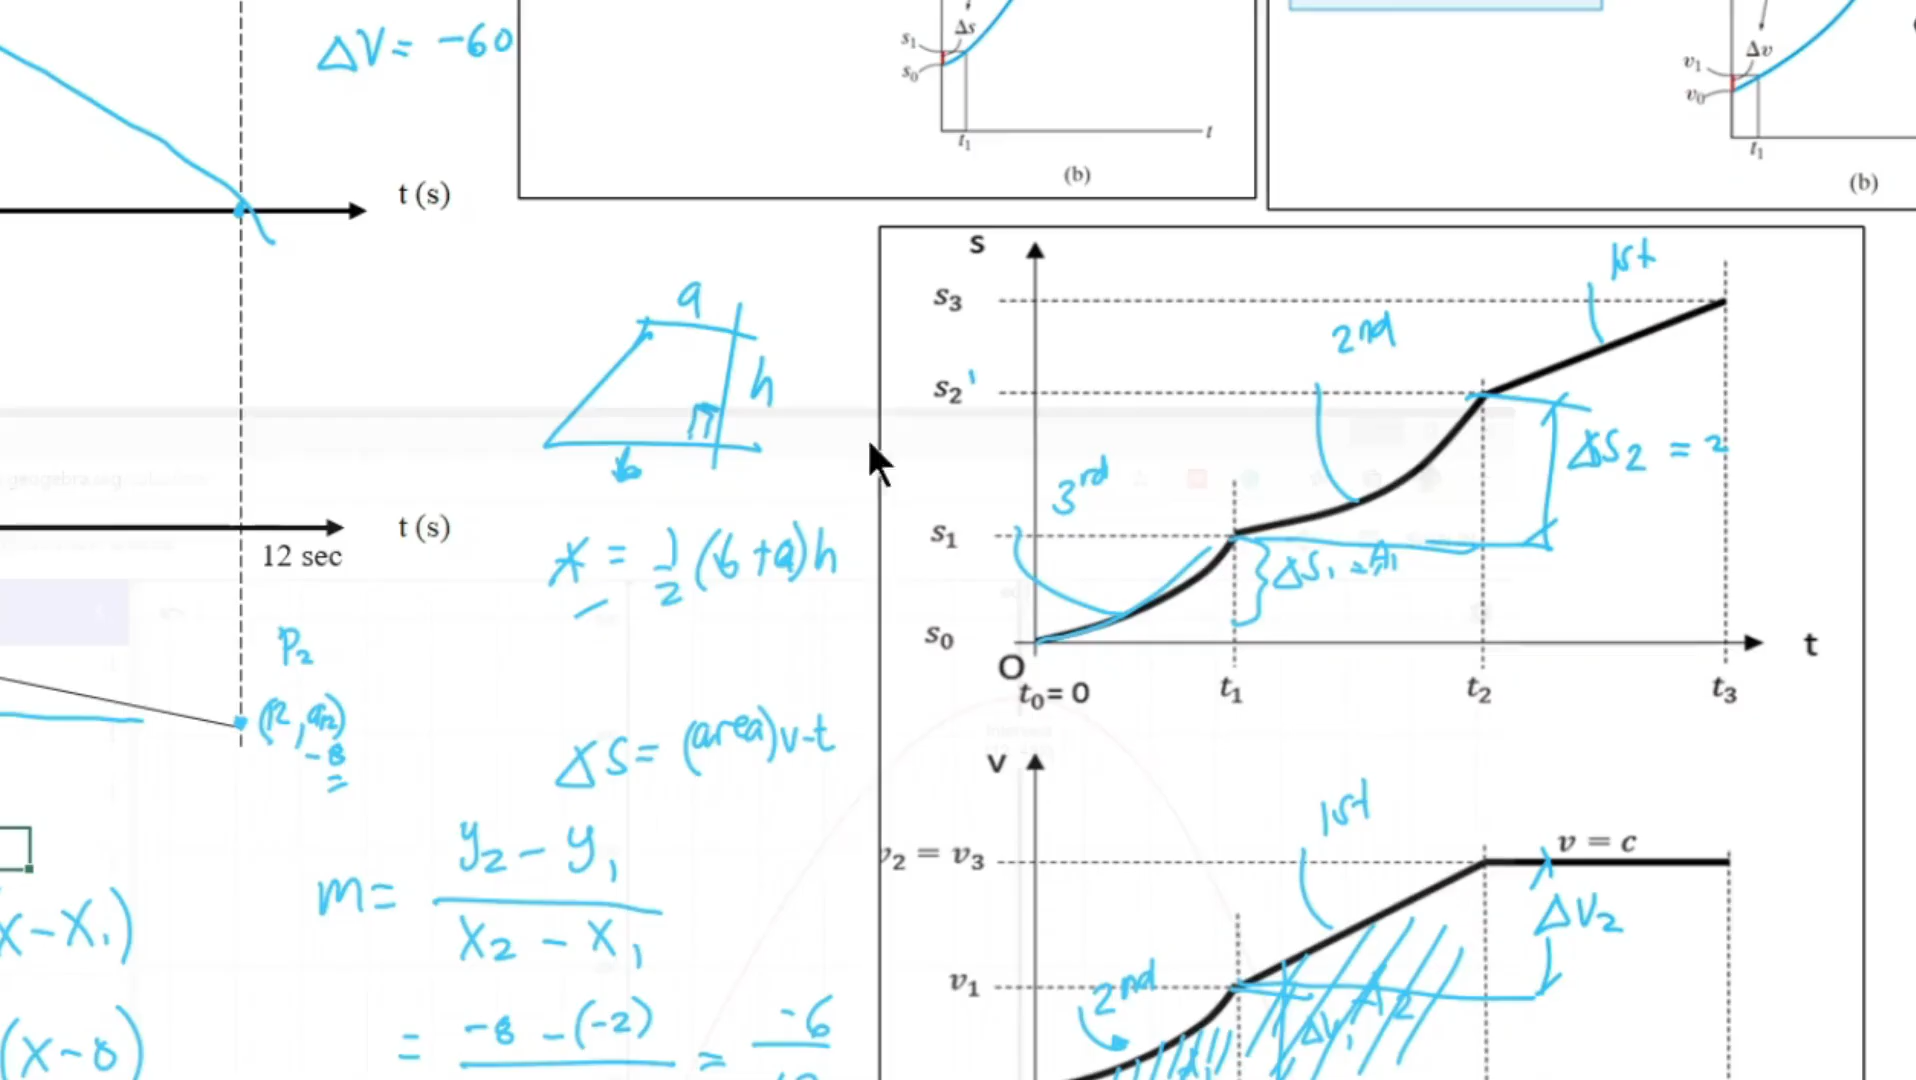 ΔV = -60
t (s)
s1
Δs
s0
t1
t
(b)
v1
Δv
v0
t1
(b)
a
h
b
A = 1/2 (b + a) h
t (s)
12 sec
P2
(12, a12)
-8
ΔS = (area) v-t
m = y2 - y1
x2 - x1
x - x1)
(x - 0)
= -8 - (-2)
= -6
s
s3
s2
s1
s0
O
t0 = 0
t1
t2
t3
t
1st
2nd
3rd
ΔS2 =
ΔS1 = A1
v
v2 = v3
v = c
1st
ΔV2
v1
2nd
ΔV1
A2